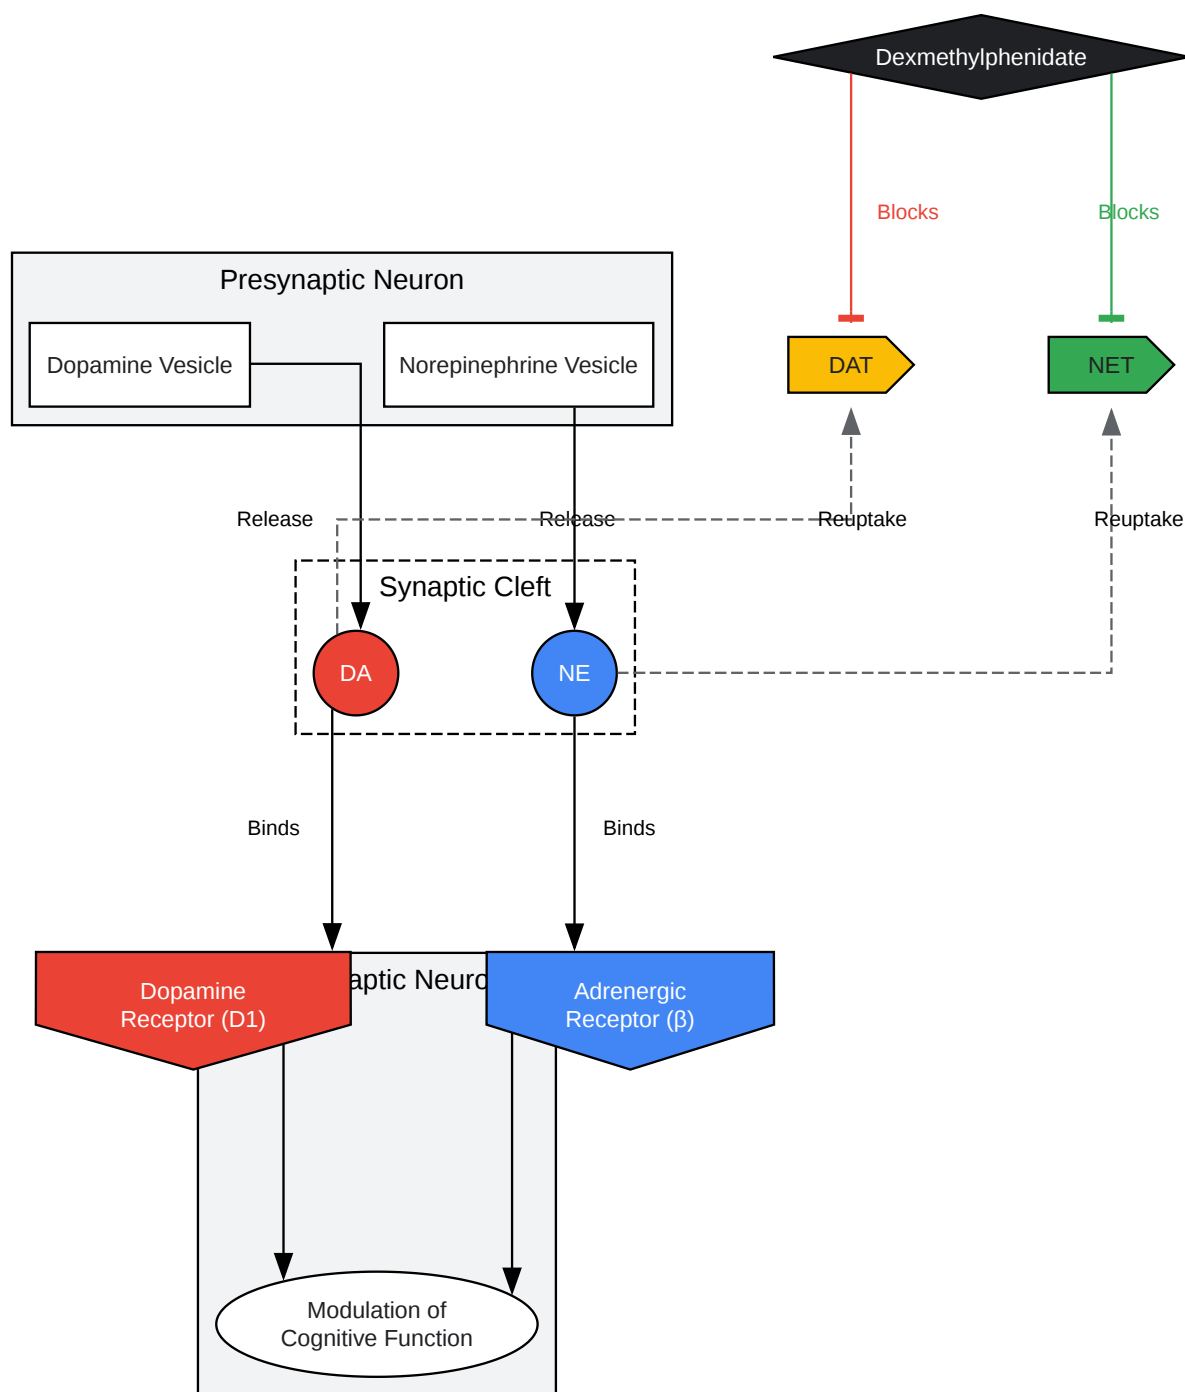 Dexmethylphenidate
Blocks
Blocks
Presynaptic Neuron
Dopamine Vesicle
Norepinephrine Vesicle
DAT
NET
Release
Release
Reuptake
Reuptake
Synaptic Cleft
DA
NE
Binds
Binds
aptic Neuro
Dopamine
Receptor (D1)
Adrenergic
Receptor (β)
Modulation of
Cognitive Function